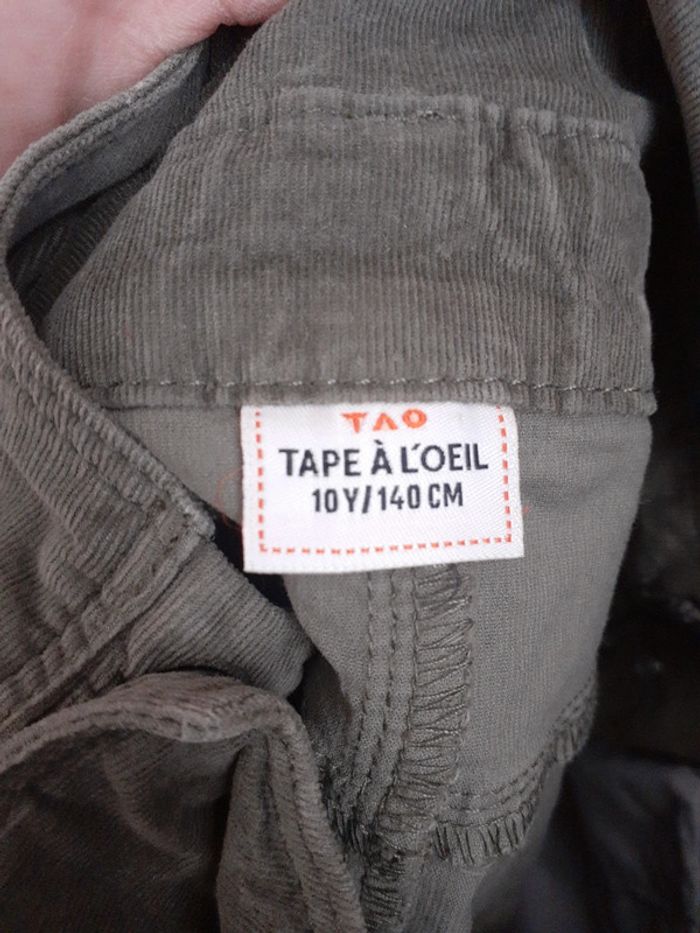 TAO
TAPE À L'OEIL
10Y/140 CM